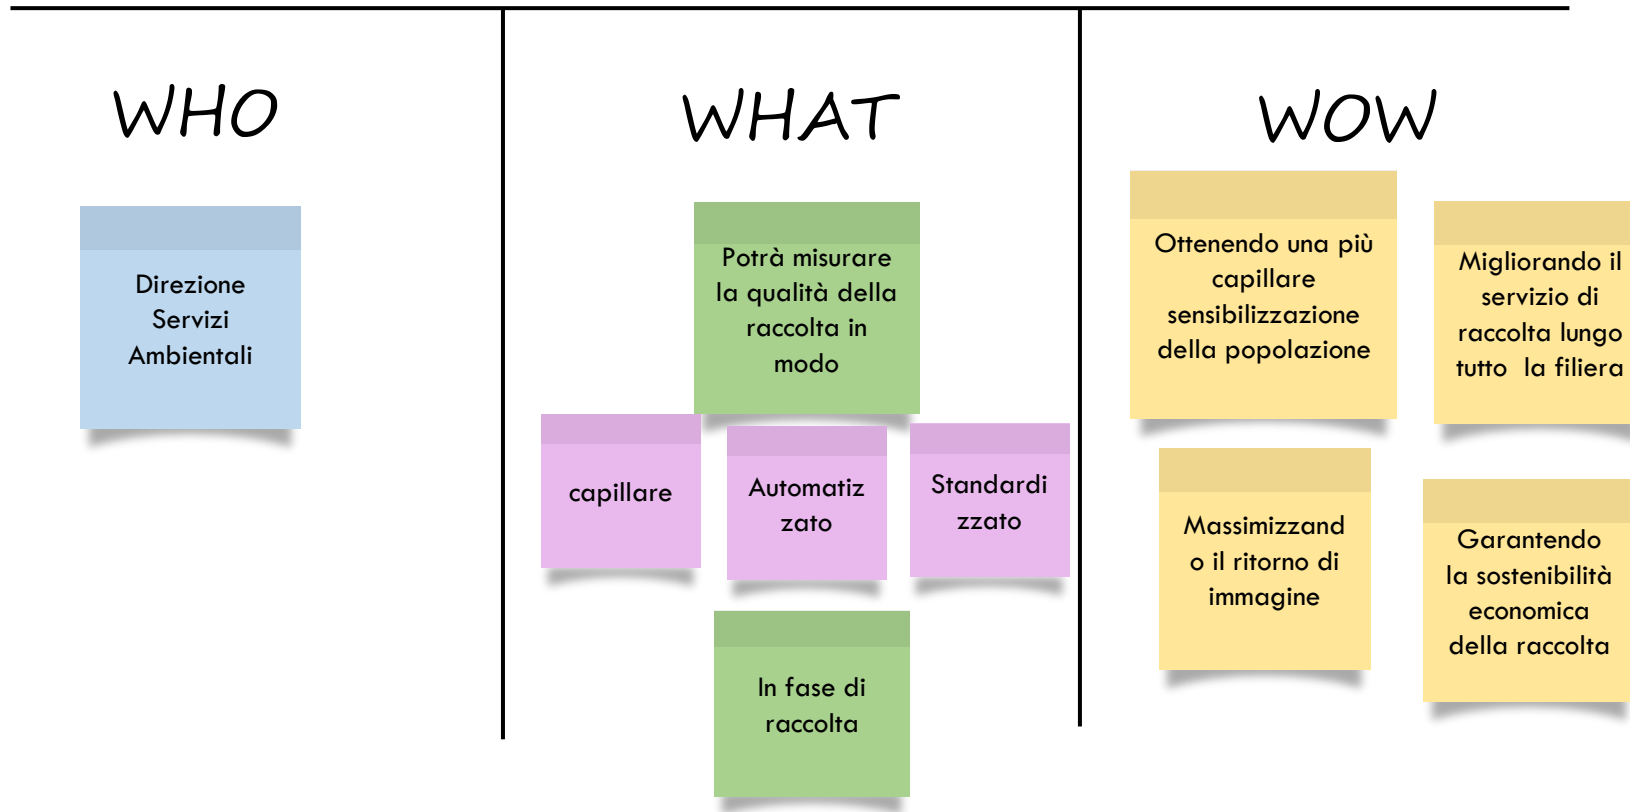 WHO
Direzione
Servizi
Ambientali
WHAT
Potrà misurare
la qualità della
raccolta in
modo
capillare
Automatiz
zato
Standardi
zzato
In fase di
raccolta
WOW
Ottenendo una più
capillare
sensibilizzazione
della popolazione
Migliorando il
servizio di
raccolta lungo
tutto la filiera
Massimizzand
o il ritorno di
immagine
Garantendo
la sostenibilità
economica
della raccolta